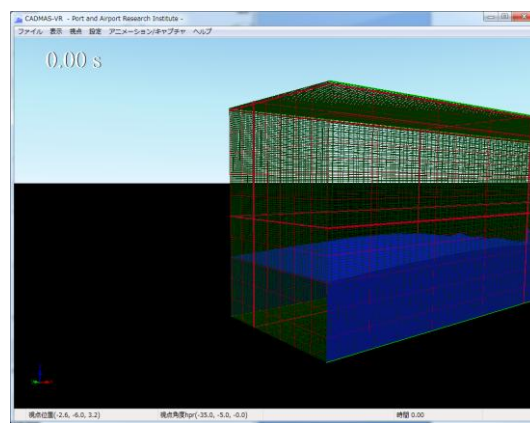 CADMAS-VR - Port and Airport Research Institute -
ファイル 表示 視点 設定 アニメーション/キャプチャ ヘルプ
0.00 s
視点位置(-2.6, -6.0, 3.2) 視点角度hpr(-35.0, -5.0, -0.0) 時間 0.00